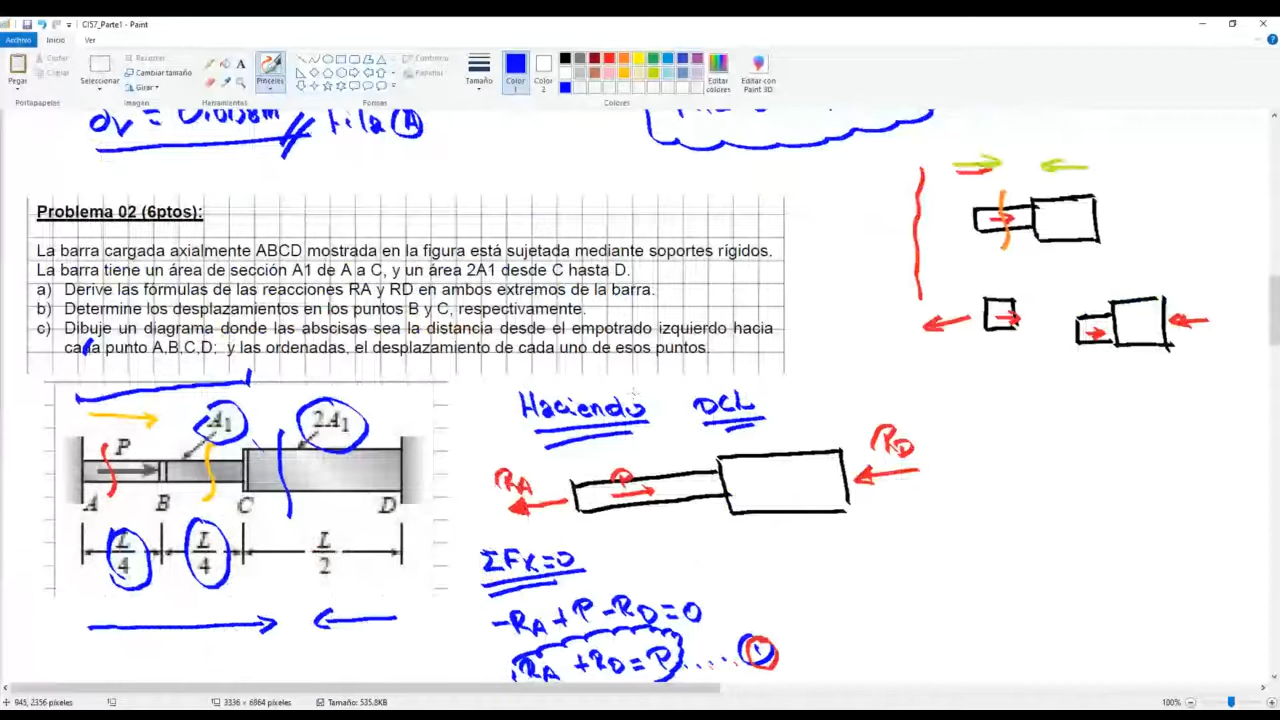 CI57_Parte1 - Paint
Archivo Inicio Ver
Pegar
Cortar
Copiar
Portapapeles
Seleccionar
Recortar
Cambiar tamaño
Girar
Imagen
A
Herramientas
Pinceles
Contorno
Relleno
Formas
Tamaño
Color 1
Color 2
Colores
Editar colores
Editar con Paint 3D
Problema 02 (6ptos):
La barra cargada axialmente ABCD mostrada en la figura está sujetada mediante soportes rígidos.
La barra tiene un área de sección A1 de A a C, y un área 2A1 desde C hasta D.
a) Derive las fórmulas de las reacciones RA y RD en ambos extremos de la barra.
b) Determine los desplazamientos en los puntos B y C, respectivamente.
c) Dibuje un diagrama donde las abscisas sea la distancia desde el empotrado izquierdo hacia
cada punto A,B,C,D; y las ordenadas, el desplazamiento de cada uno de esos puntos.
A1 2A1
P
A B C D
L/4 L/4 L/2
Haciendo DCL
RA P RD
ΣFx=0
-RA+P-RD=0
RA+RD=P..... 1
945, 2356 píxeles
3336 × 6864 píxeles
Tamaño: 535.8KB
100%